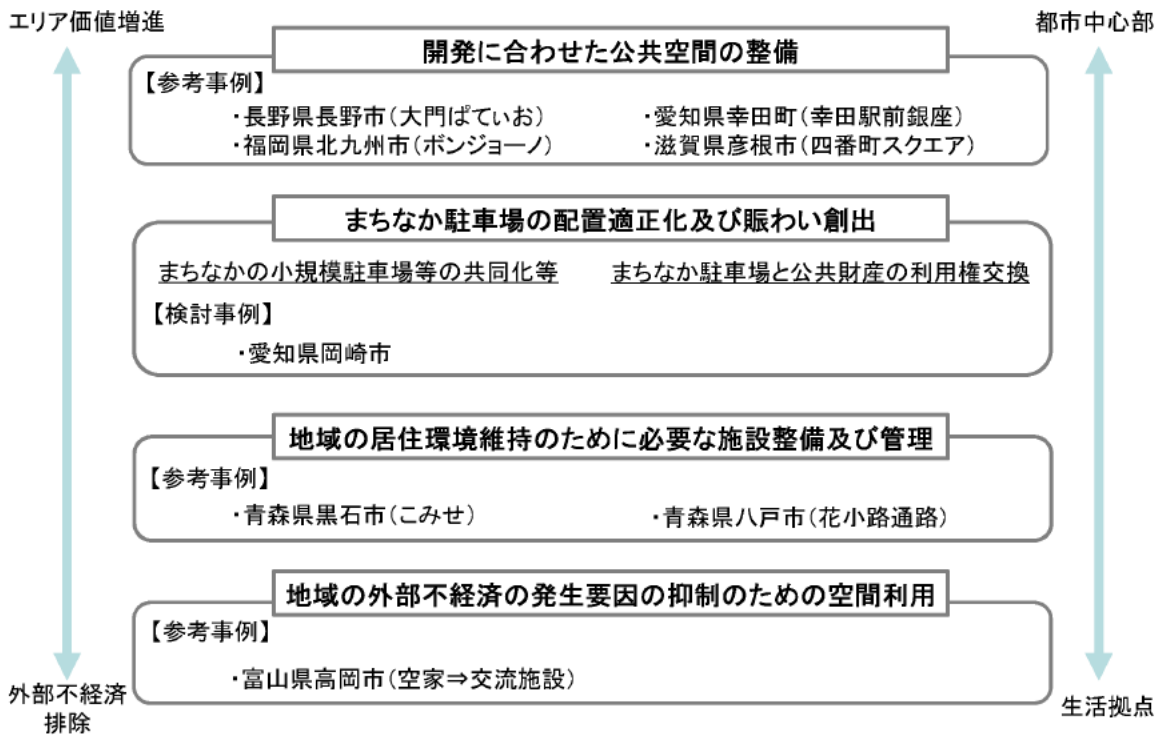 エリア価値増進
都市中心部
開発に合わせた公共空間の整備
【参考事例】
・長野県長野市(大門ぱてぃお)
・愛知県幸田町(幸田駅前銀座)
・福岡県北九州市(ボンジョーノ)
・滋賀県彦根市(四番町スクエア)
まちなか駐車場の配置適正化及び賑わい創出
まちなかの小規模駐車場等の共同化等
まちなか駐車場と公共財産の利用権交換
【検討事例】
・愛知県岡崎市
地域の居住環境維持のために必要な施設整備及び管理
【参考事例】
・青森県黒石市(こみせ)
・青森県八戸市(花小路通路)
地域の外部不経済の発生要因の抑制のための空間利用
【参考事例】
・富山県高岡市(空家⇒交流施設)
外部不経済
排除
生活拠点